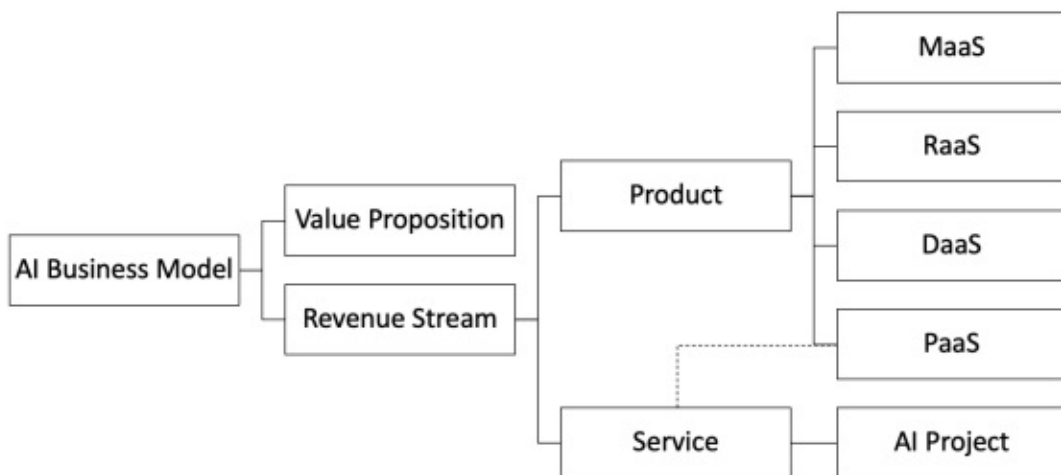 AI Business Model
Value Proposition
Revenue Stream
Product
Service
MaaS
RaaS
DaaS
PaaS
AI Project